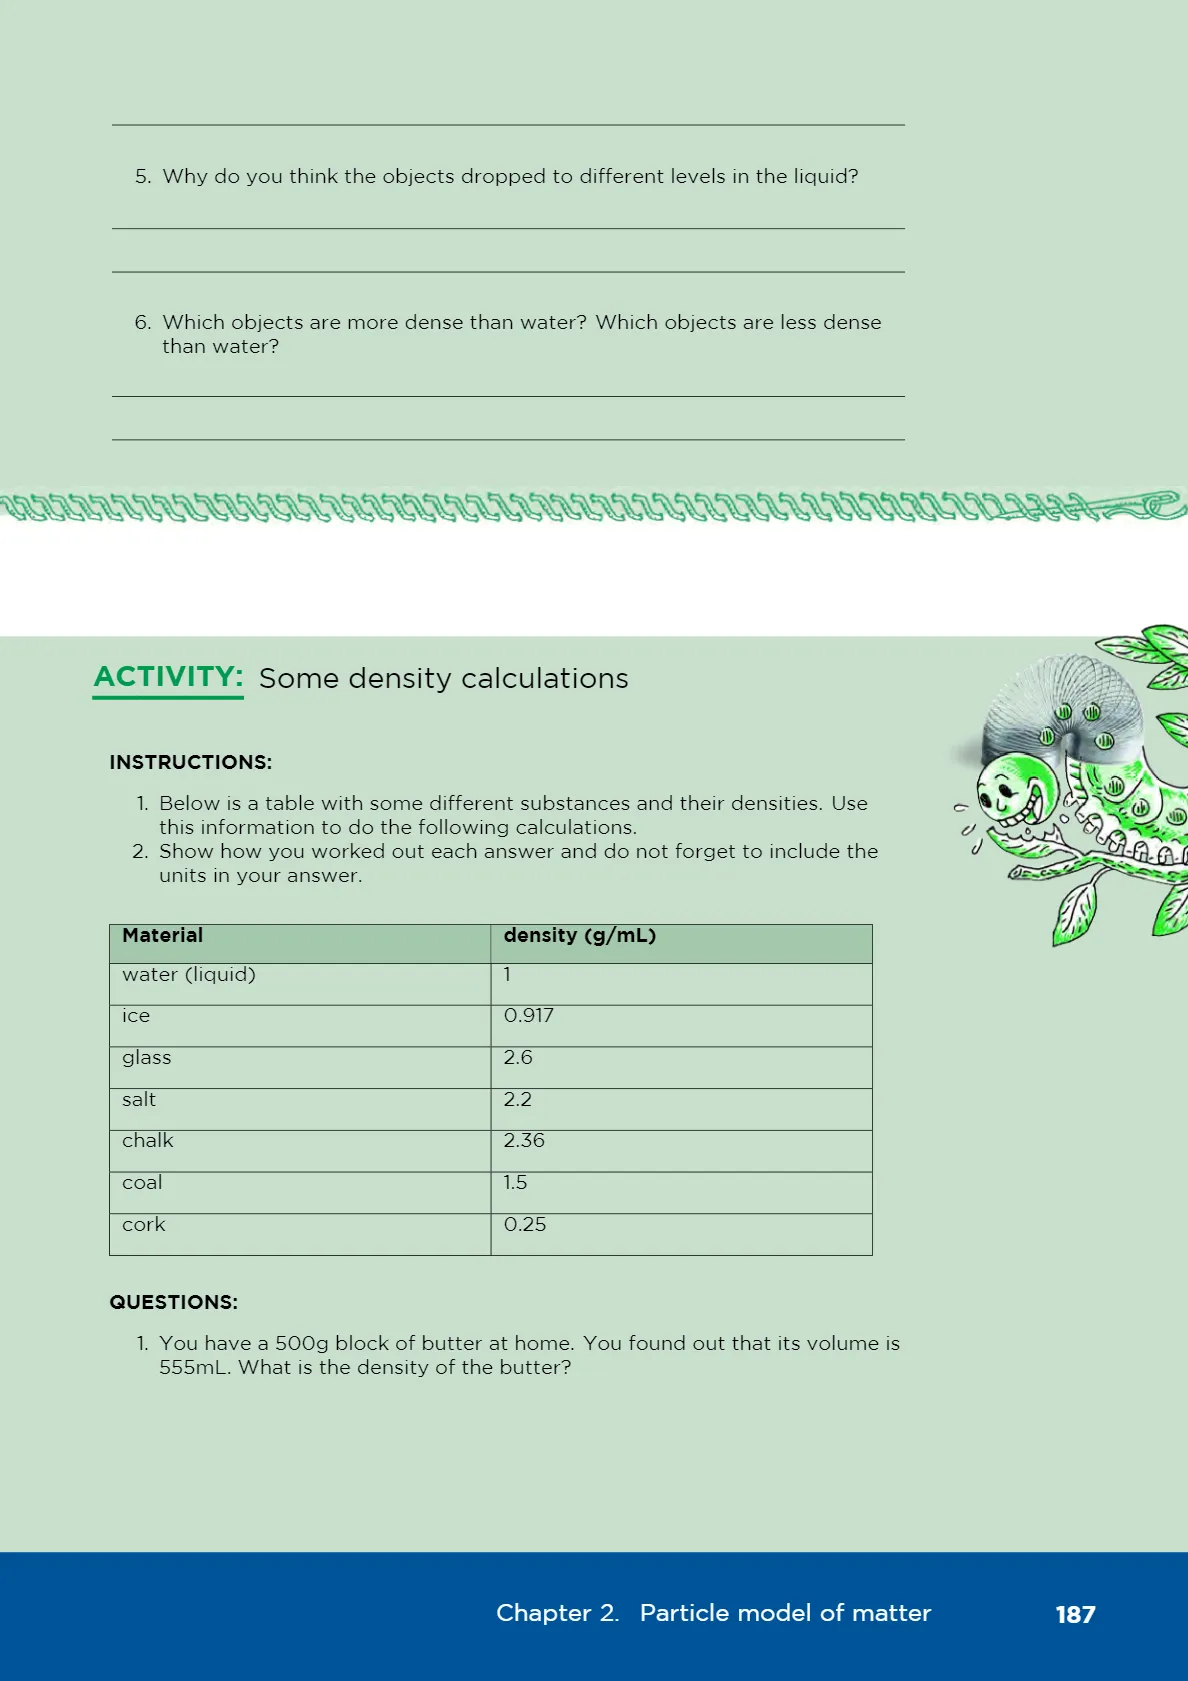 5. Why do you think the objects dropped to different levels in the liquid?
6. Which objects are more dense than water? Which objects are less dense
than water?
ACTIVITY: Some density calculations
INSTRUCTIONS:
1. Below is a table with some different substances and their densities. Use
this information to do the following calculations.
2. Show how you worked out each answer and do not forget to include the
units in your answer.
Material density (g/mL)
water (liquid) 1
ice 0.917
glass 2.6
salt 2.2
chalk 2.36
coal 1.5
cork 0.25
QUESTIONS:
1. You have a 500g block of butter at home. You found out that its volume is
555mL. What is the density of the butter?
Chapter 2. Particle model of matter 187